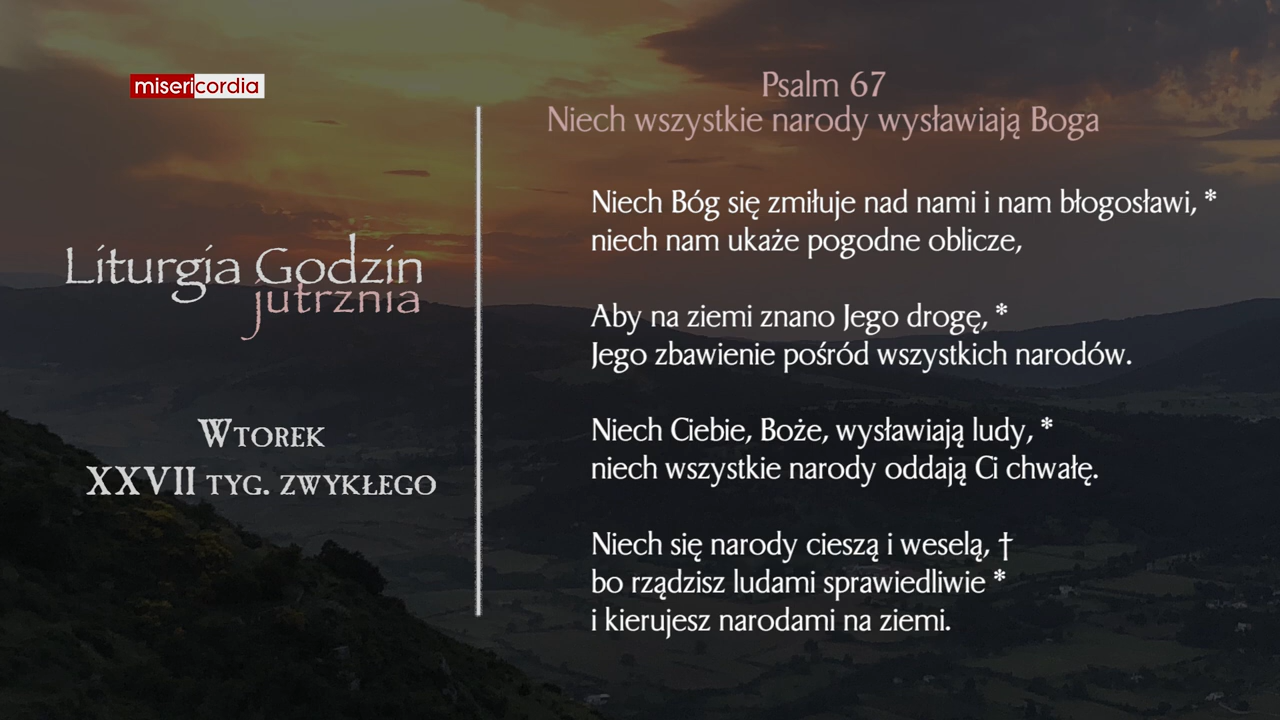 misericordia
Liturgia Godzin
jutrznia
Wtorek
XXVII tyg. zwykłego
Psalm 67
Niech wszystkie narody wysławiają Boga
Niech Bóg się zmiłuje nad nami i nam błogosławi, *
niech nam ukaże pogodne oblicze,
Aby na ziemi znano Jego drogę, *
Jego zbawienie pośród wszystkich narodów.
Niech Ciebie, Boże, wysławiają ludy, *
niech wszystkie narody oddają Ci chwałę.
Niech się narody cieszą i weselą, †
bo rządzisz ludami sprawiedliwie *
i kierujesz narodami na ziemi.